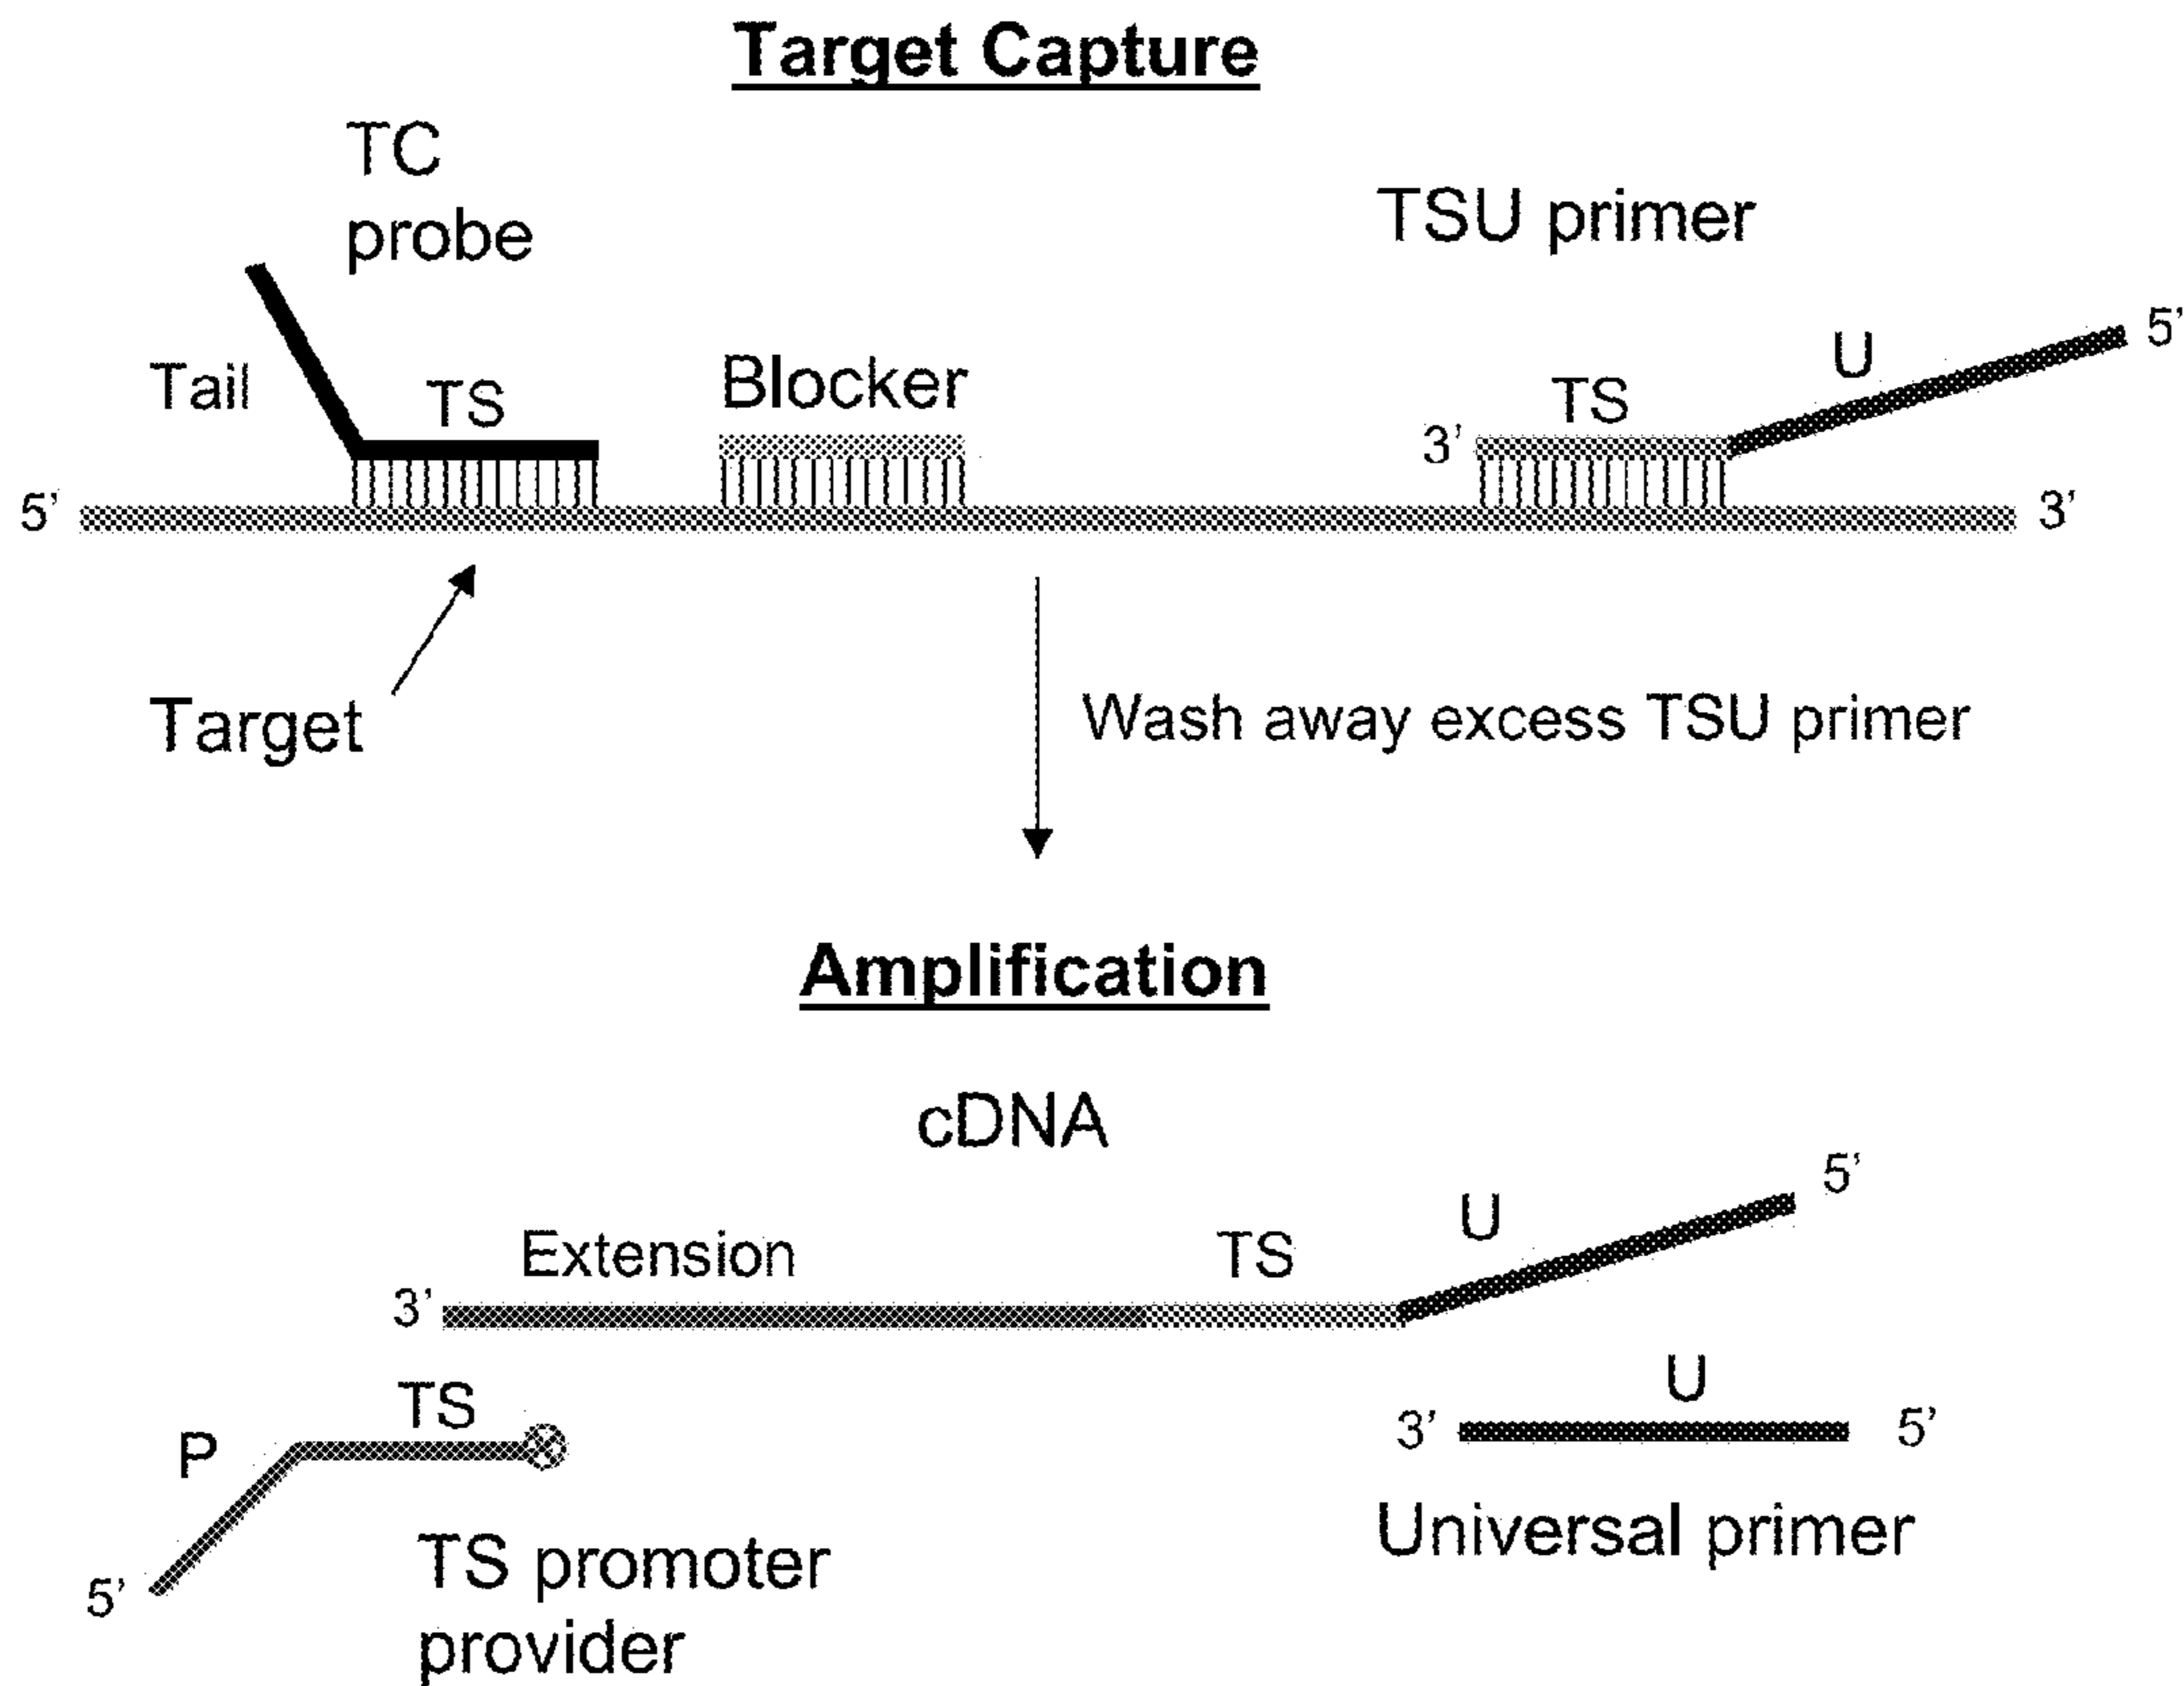 Target Capture
TC
probe
TSU primer
Tail
TS
Blocker
3’
TS
U
5’
5’
3’
Target
Wash away excess TSU primer
Amplification
cDNA
3’
Extension
TS
U
5’
P
TS
5’
TS promoter
provider
U
3’
5’
Universal primer